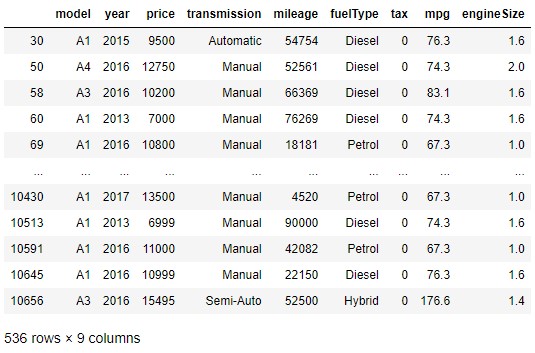 model year price transmission mileage fuelType tax mpg engineSize
30 A1 2015 9500 Automatic 54754 Diesel 0 76.3 1.6
50 A4 2016 12750 Manual 52561 Diesel 0 74.3 2.0
58 A3 2016 10200 Manual 66369 Diesel 0 83.1 1.6
60 A1 2013 7000 Manual 76269 Diesel 0 74.3 1.6
69 A1 2016 10800 Manual 18181 Petrol 0 67.3 1.0
... ... ... ... ... ... ... ... ... ...
10430 A1 2017 13500 Manual 4520 Petrol 0 67.3 1.0
10513 A1 2013 6999 Manual 90000 Diesel 0 74.3 1.6
10591 A1 2016 11000 Manual 42082 Petrol 0 67.3 1.0
10645 A1 2016 10999 Manual 22150 Diesel 0 76.3 1.6
10656 A3 2016 15495 Semi-Auto 52500 Hybrid 0 176.6 1.4
536 rows × 9 columns